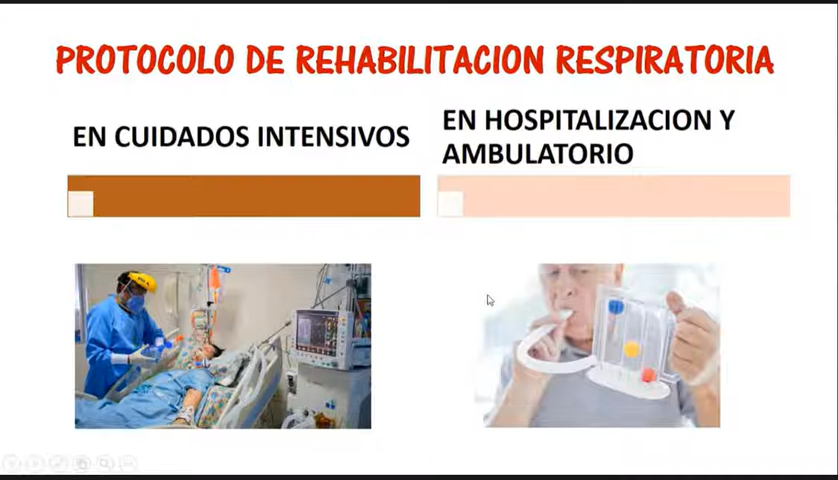 PROTOCOLO DE REHABILITACION RESPIRATORIA
EN CUIDADOS INTENSIVOS
EN HOSPITALIZACION Y
AMBULATORIO